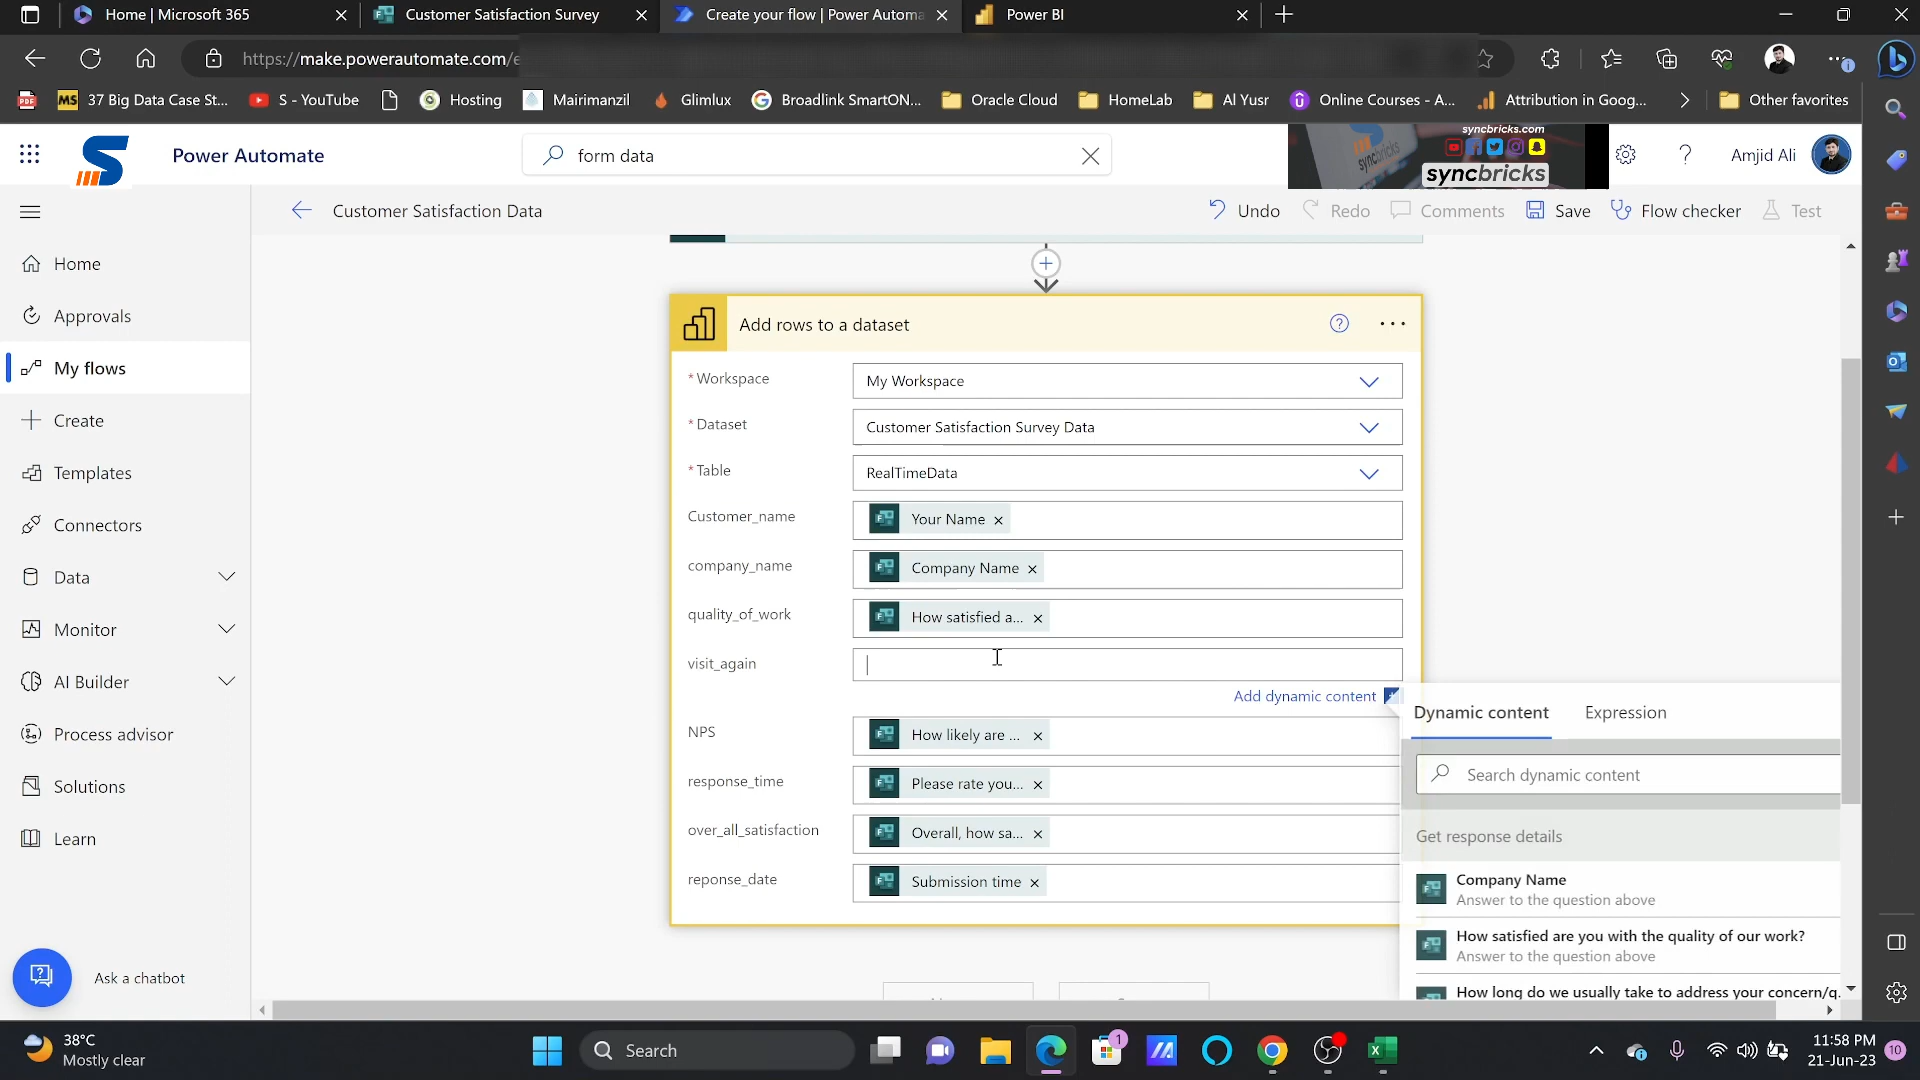 Home | Microsoft 365
Customer Satisfaction Survey
Create your flow | Power Automa
Power BI
https://make.powerautomate.com/e
PDF
MS
37 Big Data Case St...
S - YouTube
Hosting
Mairimanzil
Glimlux
Broadlink SmartON...
Oracle Cloud
HomeLab
Al Yusr
Online Courses - A...
Attribution in Goog...
Other favorites
Power Automate
form data
syncbricks.com
syncbricks
Amjid Ali
Customer Satisfaction Data
Undo
Redo
Comments
Save
Flow checker
Test
Home
Approvals
My flows
Create
Templates
Connectors
Data
Monitor
AI Builder
Process advisor
Solutions
Learn
Ask a chatbot
Add rows to a dataset
* Workspace
My Workspace
* Dataset
Customer Satisfaction Survey Data
* Table
RealTimeData
Customer_name
Your Name
company_name
Company Name
quality_of_work
How satisfied a...
visit_again
Add dynamic content
NPS
How likely are ...
response_time
Please rate you...
over_all_satisfaction
Overall, how sa...
reponse_date
Submission time
Dynamic content
Expression
Search dynamic content
Get response details
Company Name
Answer to the question above
How satisfied are you with the quality of our work?
Answer to the question above
How long do we usually take to address your concern/q.
38°C
Mostly clear
Search
1
11:58 PM
21-Jun-23
10